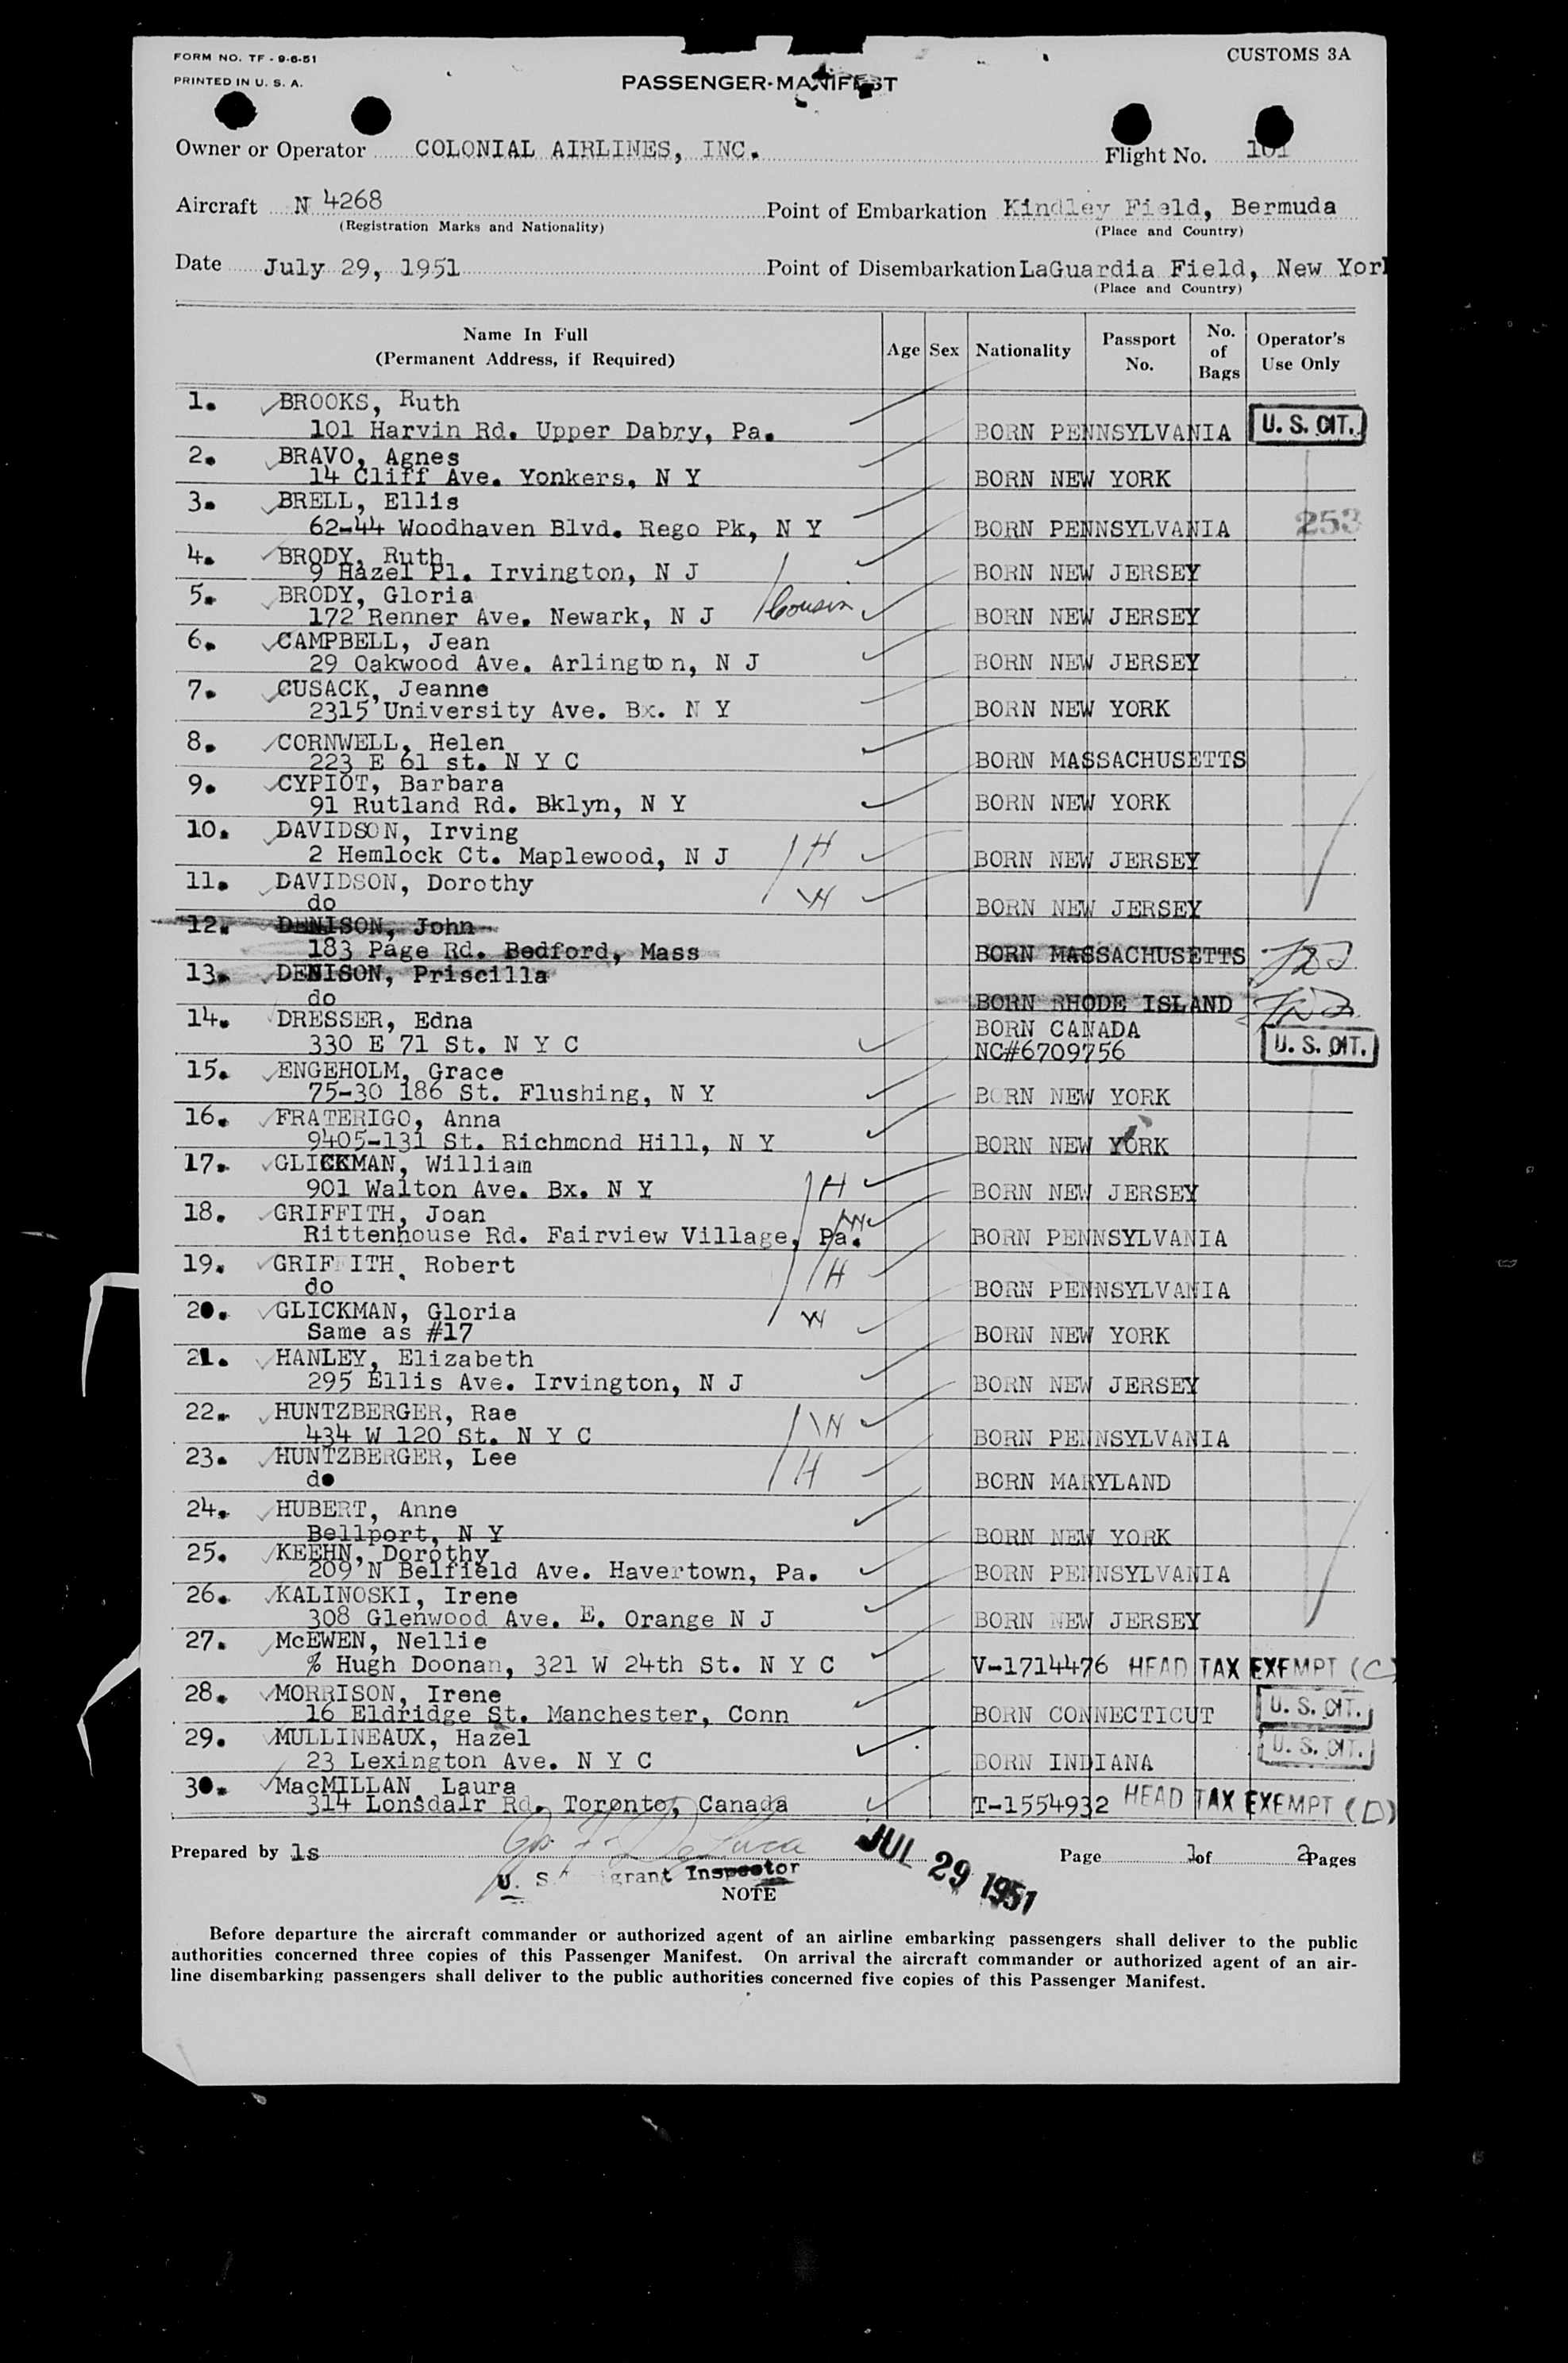 FORM NO. TF - 9-6-51
PRINTED IN U. S. A.
CUSTOMS 3A
PASSENGER-MANIFEST
Owner or Operator COLONIAL AIRLINES, INC. Flight No. 101
Aircraft N 4268 Point of Embarkation Kindley Field, Bermuda
(Registration Marks and Nationality) (Place and Country)
Date July 29, 1951 Point of Disembarkation LaGuardia Field, New York
(Place and Country)
Name In Full (Permanent Address, if Required) Age Sex Nationality Passport No. No. of Bags Operator's Use Only
1. BROOKS, Ruth
101 Harvin Rd. Upper Dabry, Pa. BORN PENNSYLVANIA U. S. CIT.
2. BRAVO, Agnes
14 Cliff Ave. Yonkers, N Y BORN NEW YORK
3. BRELL, Ellis
62-44 Woodhaven Blvd. Rego Pk, N Y BORN PENNSYLVANIA 253
4. BRODY, Ruth
9 Hazel Pl. Irvington, N J BORN NEW JERSEY
5. BRODY, Gloria
172 Renner Ave. Newark, N J Cousin BORN NEW JERSEY
6. CAMPBELL, Jean
29 Oakwood Ave. Arlington, N J BORN NEW JERSEY
7. CUSACK, Jeanne
2315 University Ave. Bx. N Y BORN NEW YORK
8. CORNWELL, Helen
223 E 61 st. N Y C BORN MASSACHUSETTS
9. CYPIOT, Barbara
91 Rutland Rd. Bklyn, N Y BORN NEW YORK
10. DAVIDSON, Irving
2 Hemlock Ct. Maplewood, N J H BORN NEW JERSEY
11. DAVIDSON, Dorothy
do W BORN NEW JERSEY
12. DENISON, John
183 Page Rd. Bedford, Mass BORN MASSACHUSETTS
13. DENISON, Priscilla
do BORN RHODE ISLAND
14. DRESSER, Edna BORN CANADA
330 E 71 St. N Y C NC#6709756 U. S. CIT.
15. ENGEHOLM, Grace
75-30 186 St. Flushing, N Y BORN NEW YORK
16. FRATERIGO, Anna
9405-131 St. Richmond Hill, N Y BORN NEW YORK
17. GLICKMAN, William
901 Walton Ave. Bx. N Y H BORN NEW JERSEY
18. GRIFFITH, Joan W
Rittenhouse Rd. Fairview Village, Pa. BORN PENNSYLVANIA
19. GRIFFITH, Robert
do H BORN PENNSYLVANIA
20. GLICKMAN, Gloria
Same as #17 W BORN NEW YORK
21. HANLEY, Elizabeth
295 Ellis Ave. Irvington, N J BORN NEW JERSEY
22. HUNTZBERGER, Rae
434 W 120 St. N Y C W BORN PENNSYLVANIA
23. HUNTZBERGER, Lee
do H BORN MARYLAND
24. HUBERT, Anne
Bellport, N Y BORN NEW YORK
25. KEEHN, Dorothy
209 N Belfield Ave. Havertown, Pa. BORN PENNSYLVANIA
26. KALINOSKI, Irene
308 Glenwood Ave. E. Orange N J BORN NEW JERSEY
27. McEWEN, Nellie
% Hugh Doonan, 321 W 24th St. N Y C V-1714476 HEAD TAX EXEMPT (C)
28. MORRISON, Irene
16 Eldridge St. Manchester, Conn BORN CONNECTICUT U. S. CIT.
29. MULLINEAUX, Hazel
23 Lexington Ave. N Y C BORN INDIANA U. S. CIT.
30. MacMILLAN, Laura
314 Lonsdair Rd. Toronto, Canada T-1554932 HEAD TAX EXEMPT (D)
Prepared by ls Page 1 of 2 Pages
U. S. Immigrant Inspector JUL 29 1951
NOTE
Before departure the aircraft commander or authorized agent of an airline embarking passengers shall deliver to the public
authorities concerned three copies of this Passenger Manifest. On arrival the aircraft commander or authorized agent of an air-
line disembarking passengers shall deliver to the public authorities concerned five copies of this Passenger Manifest.